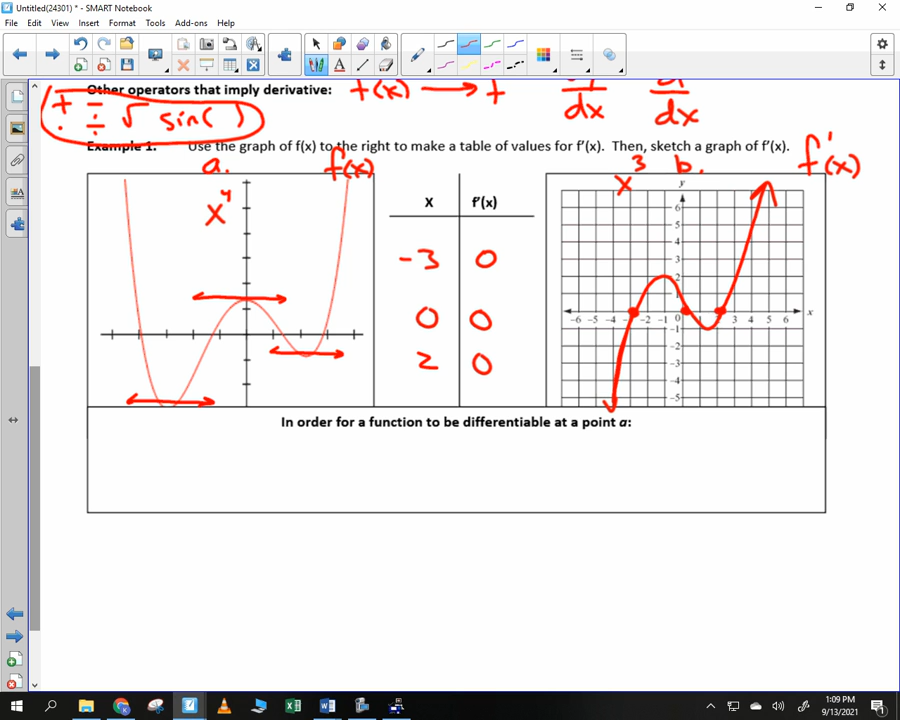 Untitled(24301) * - SMART Notebook
File Edit View Insert Format Tools Add-ons Help
Other operators that imply derivative: f(x) → f
dx dx
+ − √ sin( )
· ÷
Example 1: Use the graph of f(x) to the right to make a table of values for f'(x). Then, sketch a graph of f'(x).
a. f(x) x³ b. f'(x)
x⁴
x f'(x)
-3 0
0 0
2 0
y
6
5
4
3
2
1
-6 -5 -4 -2 -1 0 1 3 4 5 6 x
-1
-2
-3
-4
-5
In order for a function to be differentiable at a point a:
1:09 PM
9/13/2021
1